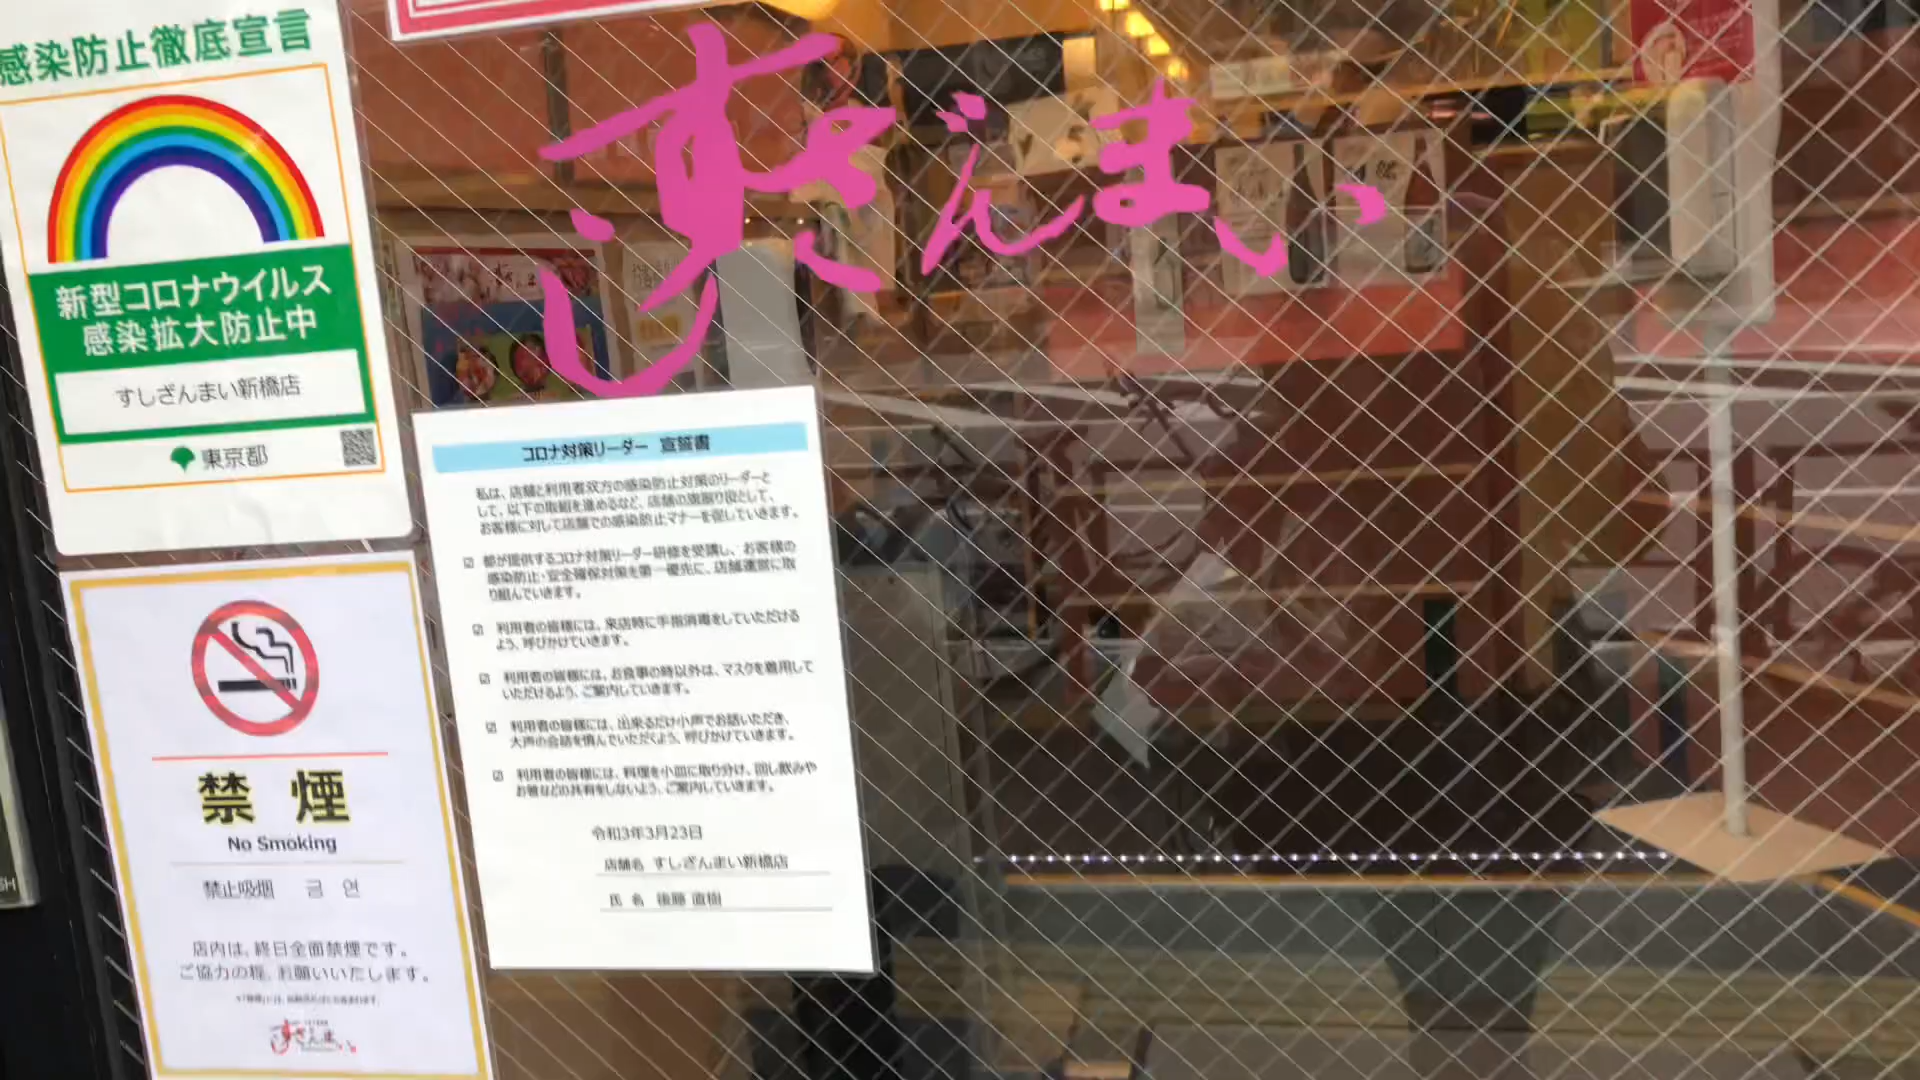 感染防止徹底宣言
新型コロナウイルス
感染拡大防止中
すしざんまい新橋店
東京都
すしざんまい
コロナ対策リーダー 宣誓書
私は、店舗と利用者双方の感染防止対策のリーダーと
して、以下の取組を進めるなど、店舗の旗振り役として、
お客様に対して店舗での感染防止マナーを促していきます。
☑ 都が提供するコロナ対策リーダー研修を受講し、お客様の
感染防止・安全確保対策を第一優先に、店舗運営に取
り組んでいきます。
☑ 利用者の皆様には、来店時に手指消毒をしていただける
よう、呼びかけていきます。
☑ 利用者の皆様には、お食事の時以外は、マスクを着用して
いただけるよう、ご案内していきます。
☑ 利用者の皆様には、出来るだけ小声でお話いただき、
大声の会話を慎んでいただくよう、呼びかけていきます。
☑ 利用者の皆様には、料理を小皿に取り分け、回し飲みや
お箸などの共有をしないよう、ご案内していきます。
令和3年3月23日
店舗名 すしざんまい新橋店
氏 名 後藤 直樹
禁煙
No Smoking
禁止吸烟 금 연
店内は、終日全面禁煙です。
ご協力の程、お願いいたします。
すしざんまい